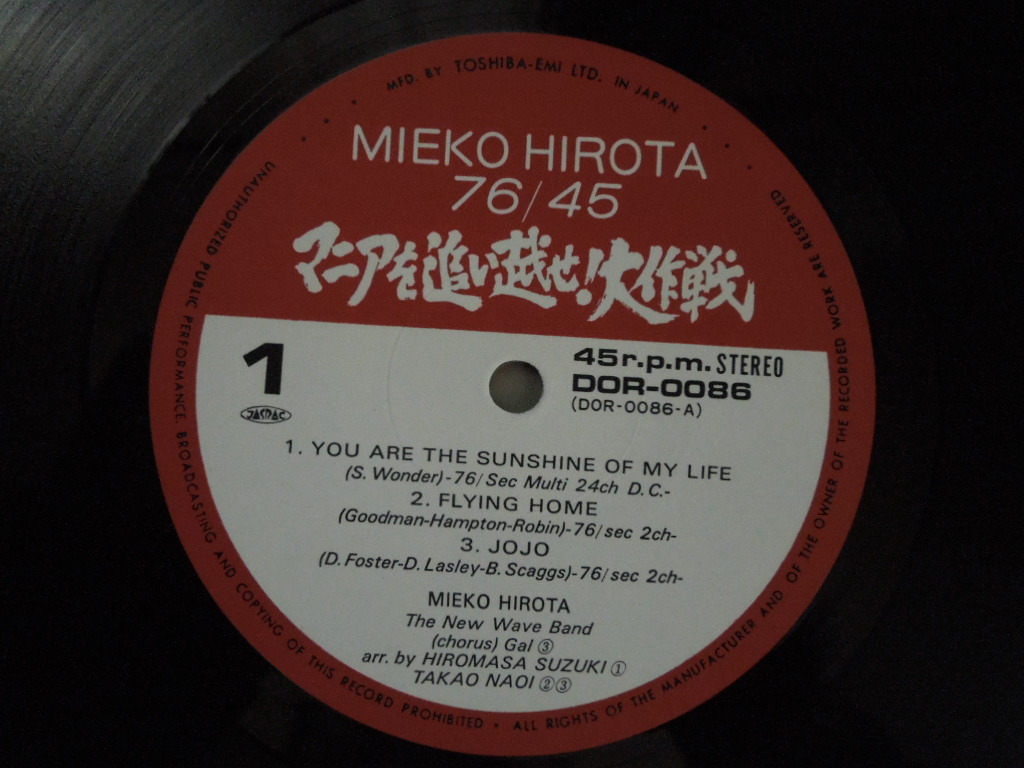 MFD. BY TOSHIBA-EMI LTD. IN JAPAN
MIEKO HIROTA
76/45
マニアを追い越せ!大作戦
1
JASRAC
45r.p.m. STEREO
DOR-0086
(DOR-0086-A)
1. YOU ARE THE SUNSHINE OF MY LIFE
(S. Wonder)-76/Sec Multi 24ch D.C.-
2. FLYING HOME
(Goodman-Hampton-Robin)-76/sec 2ch-
3. JOJO
(D. Foster-D. Lasley-B. Scaggs)-76/sec 2ch-
MIEKO HIROTA
The New Wave Band
(chorus) Gal ③
arr. by HIROMASA SUZUKI ①
TAKAO NAOI ②③
UNAUTHORIZED PUBLIC PERFORMANCE. BROADCASTING AND COPYING OF THIS RECORD PROHIBITED • ALL RIGHTS OF THE MANUFACTURER AND OF THE OWNER OF THE RECORDED WORK ARE RESERVED